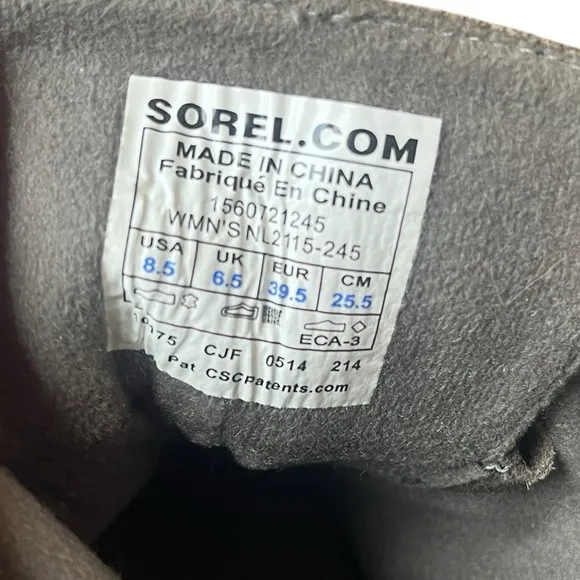 SOREL.COM
MADE IN CHINA
Fabriqué En Chine
1560721245
WMN'S NL2115-245
USA UK EUR CM
8.5 6.5 39.5 25.5
ECA-3
CJF 0514 214
Pat CSCPatents.com